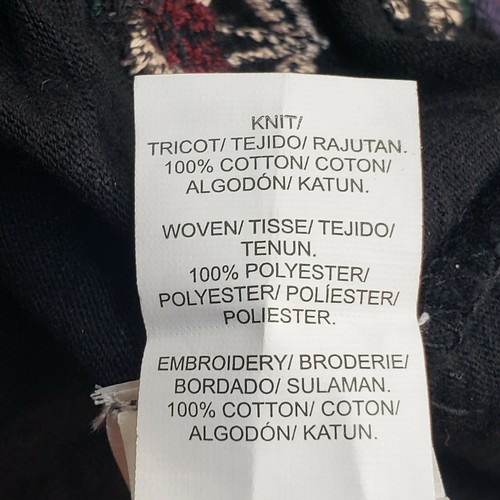 KNIT/
TRICOT/ TEJIDO/ RAJUTAN.
100% COTTON/ COTON/
ALGODÓN/ KATUN.
WOVEN/ TISSE/ TEJIDO/
TENUN.
100% POLYESTER/
POLYESTER/ POLÍESTER/
POLIESTER.
EMBROIDERY/ BRODERIE/
BORDADO/ SULAMAN.
100% COTTON/ COTON/
ALGODÓN/ KATUN.